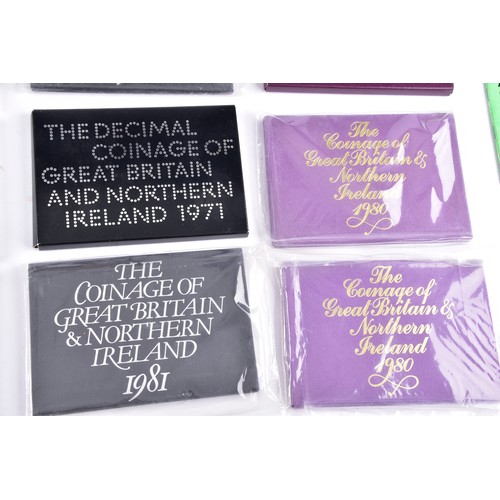 THE DECIMAL
COINAGE OF
GREAT BRITAIN
AND NORTHERN
IRELAND 1971
The
Coinage of
Great Britain &
Northern
Ireland
1980
THE
COINAGE OF
GREAT BRITAIN
& NORTHERN
IRELAND
1981
The
Coinage of
Great Britain &
Northern
Ireland
1980